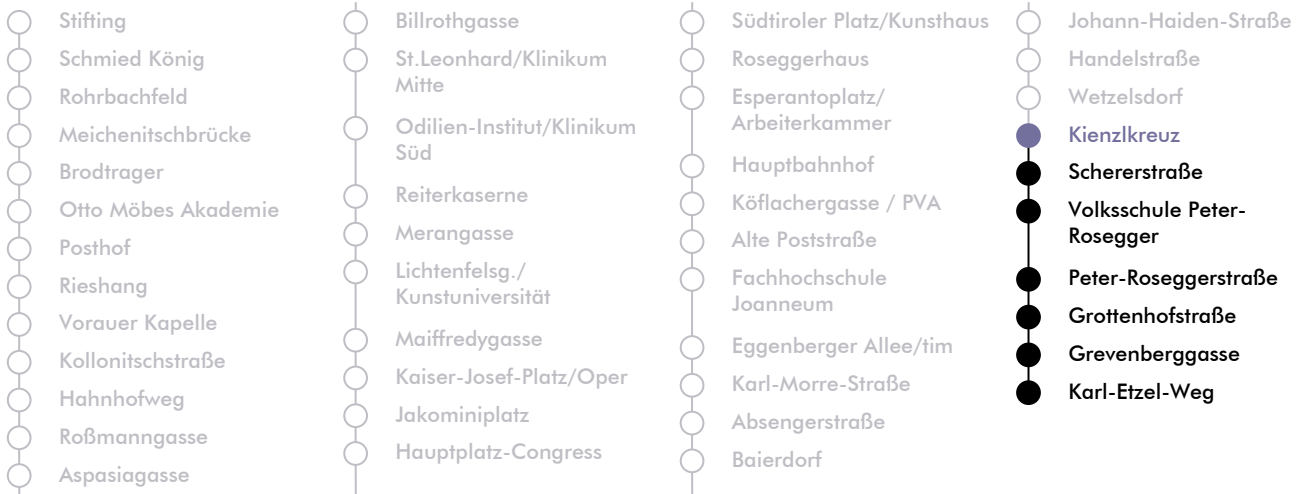 Stifting
Schmied König
Rohrbachfeld
Meichenitschbrücke
Brodtrager
Otto Möbes Akademie
Posthof
Rieshang
Vorauer Kapelle
Kollonitschstraße
Hahnhofweg
Roßmanngasse
Aspasiagasse
Billrothgasse
St.Leonhard/Klinikum
Mitte
Odilien-Institut/Klinikum
Süd
Reiterkaserne
Merangasse
Lichtenfelsg./
Kunstuniversität
Maiffredygasse
Kaiser-Josef-Platz/Oper
Jakominiplatz
Hauptplatz-Congress
Südtiroler Platz/Kunsthaus
Roseggerhaus
Esperantoplatz/
Arbeiterkammer
Hauptbahnhof
Köflachergasse / PVA
Alte Poststraße
Fachhochschule
Joanneum
Eggenberger Allee/tim
Karl-Morre-Straße
Absengerstraße
Baierdorf
Johann-Haiden-Straße
Handelstraße
Wetzelsdorf
Kienzlkreuz
Schererstraße
Volksschule Peter-
Rosegger
Peter-Roseggerstraße
Grottenhofstraße
Grevenberggasse
Karl-Etzel-Weg